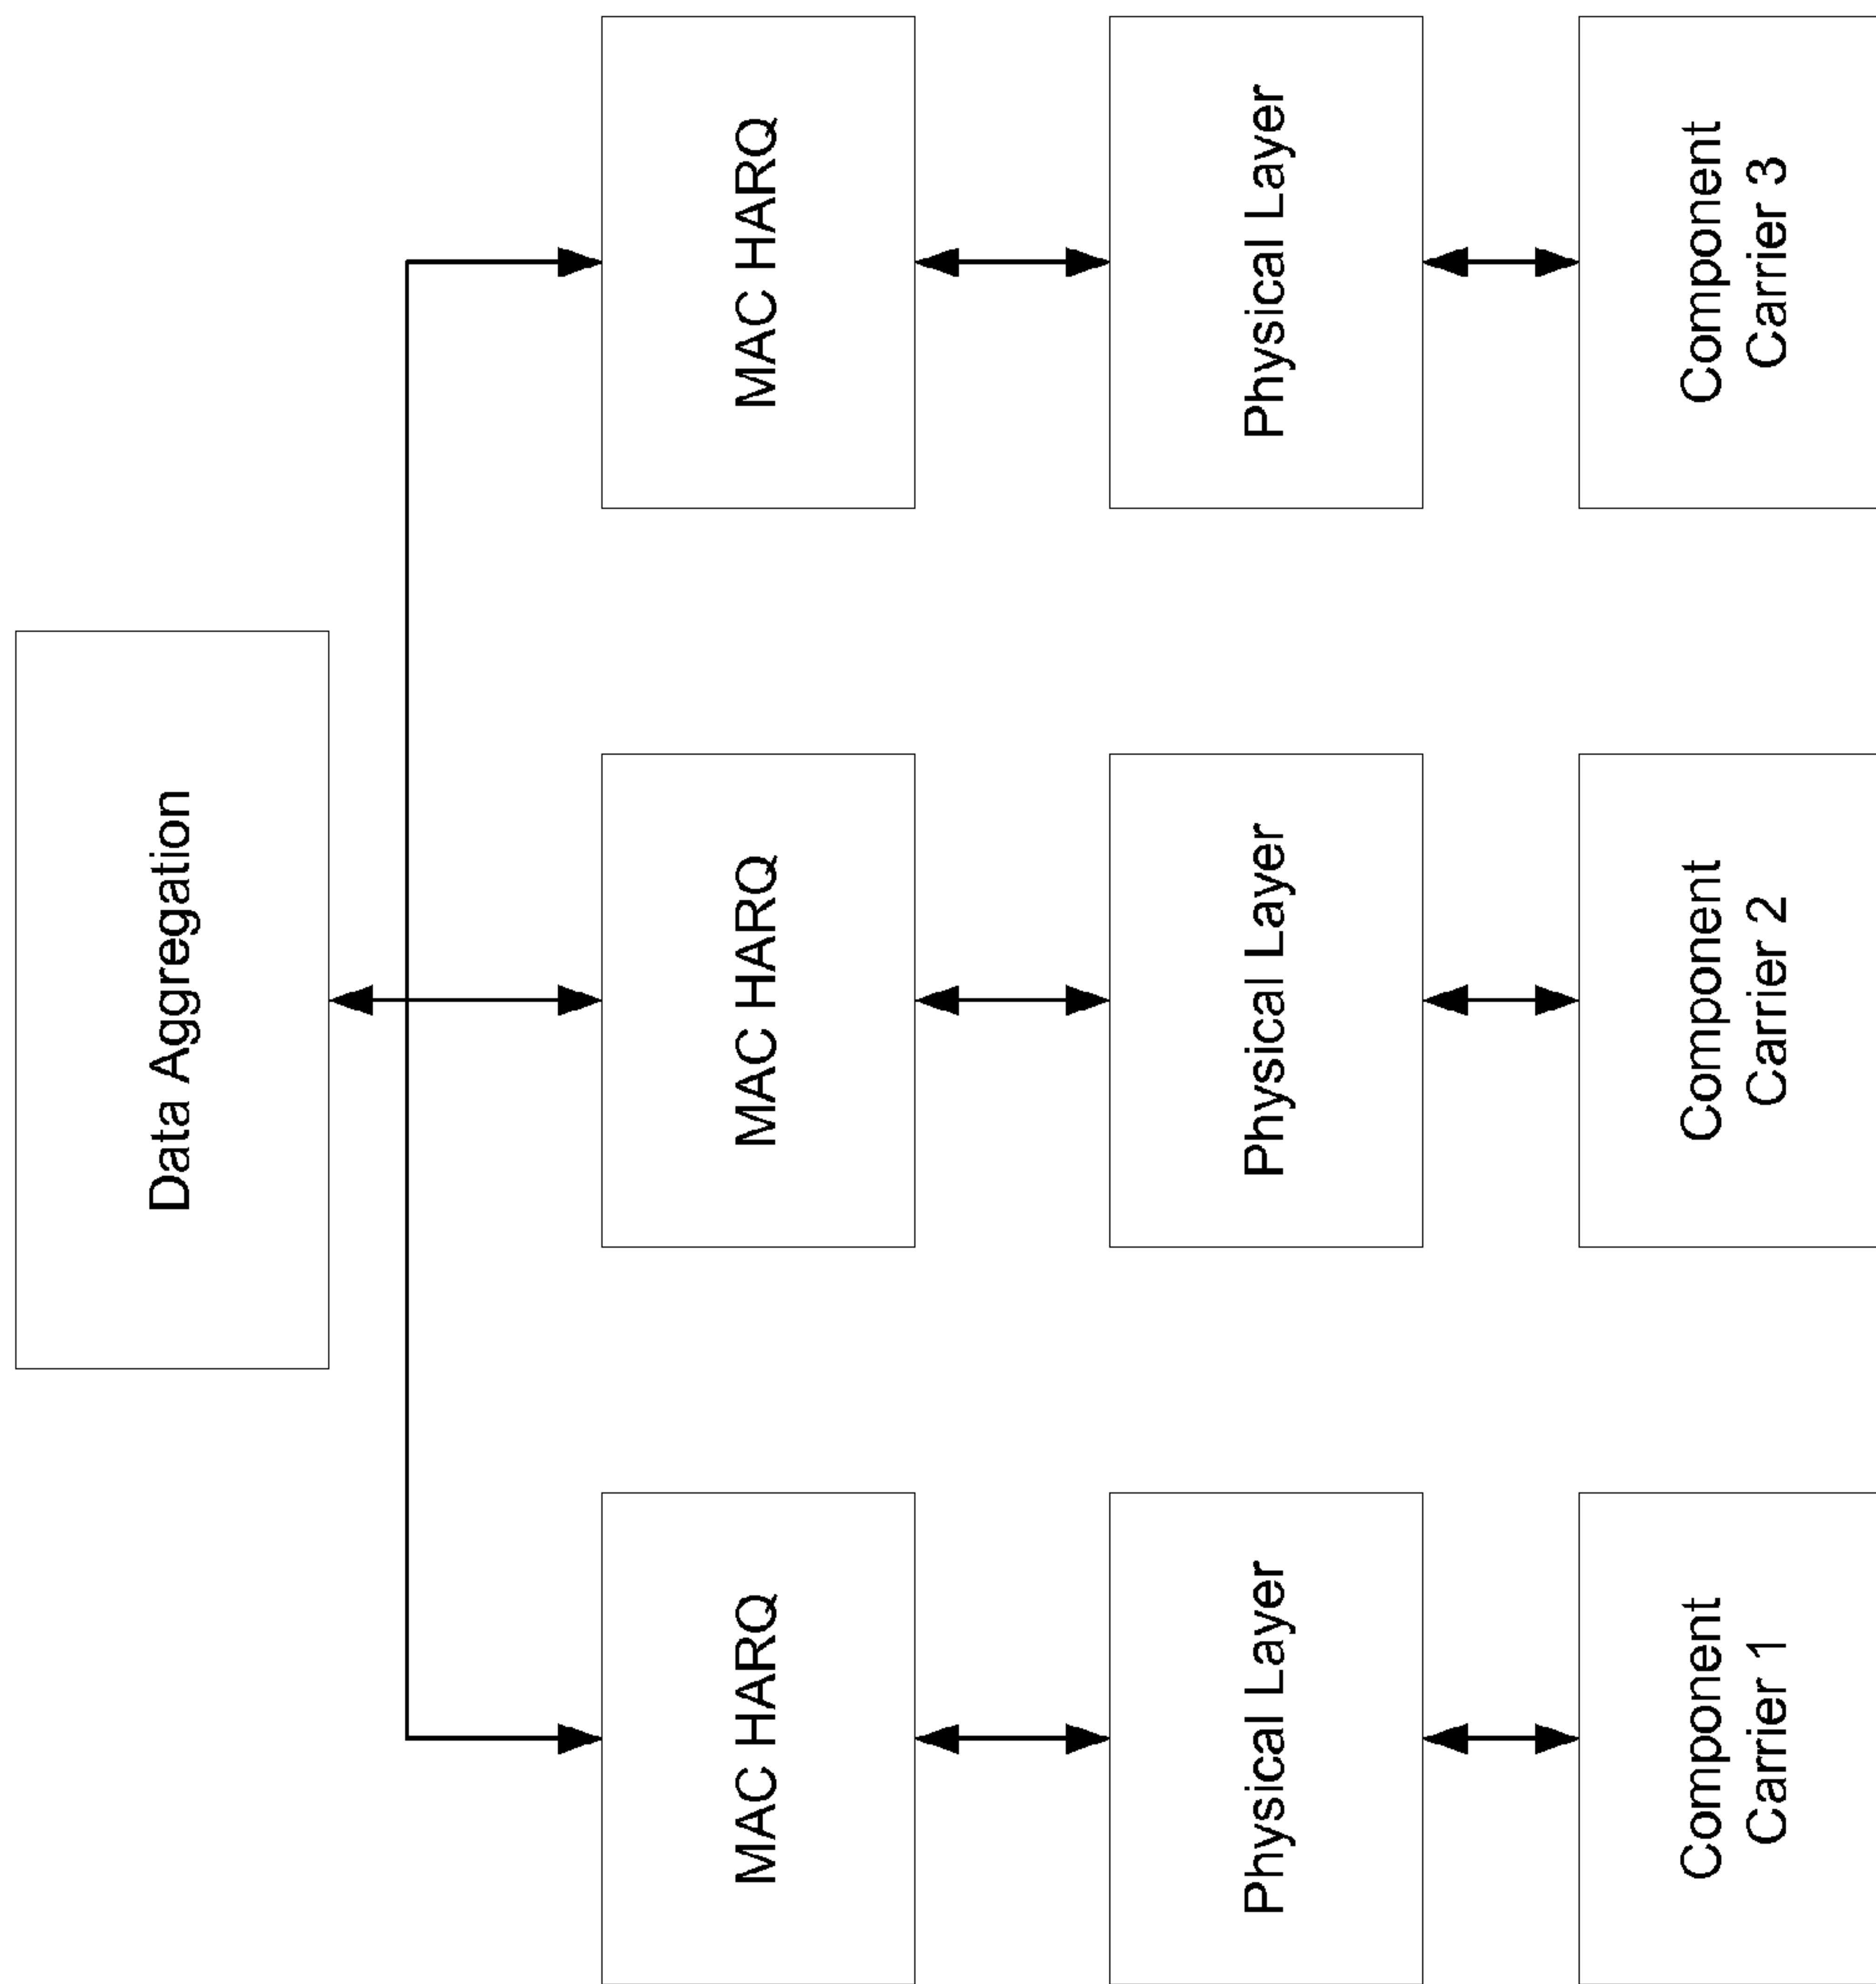 Data Aggregation
MAC HARQ
MAC HARQ
MAC HARQ
Physical Layer
Physical Layer
Physical Layer
Component
Carrier 1
Component
Carrier 2
Component
Carrier 3